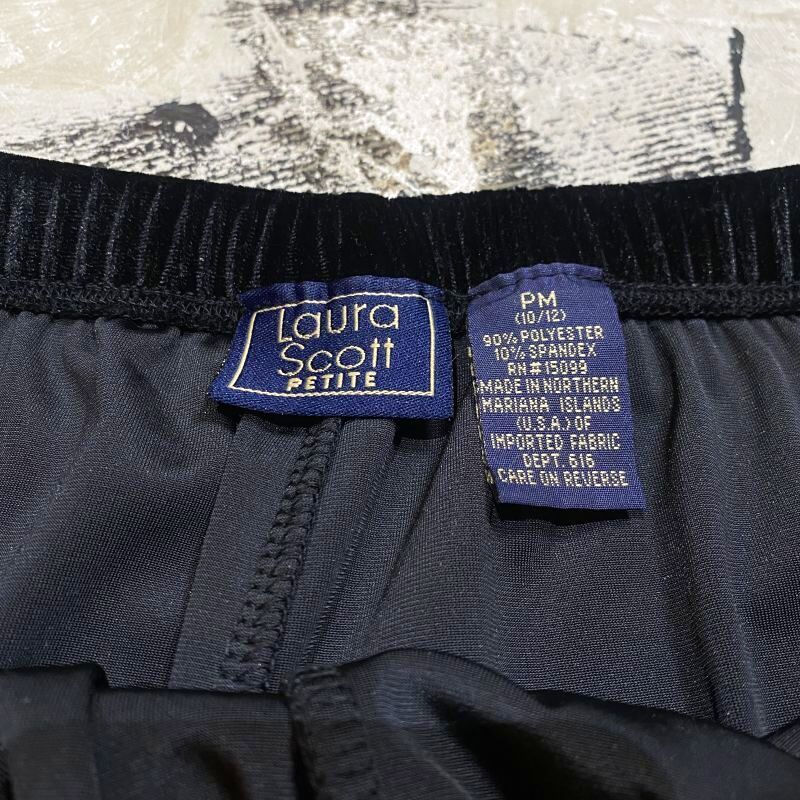 Laura
Scott
PETITE
PM
(10/12)
90% POLYESTER
10% SPANDEX
RN#15099
MADE IN NORTHERN
MARIANA ISLANDS
(U.S.A.) OF
IMPORTED FABRIC
DEPT. 616
CARE ON REVERSE